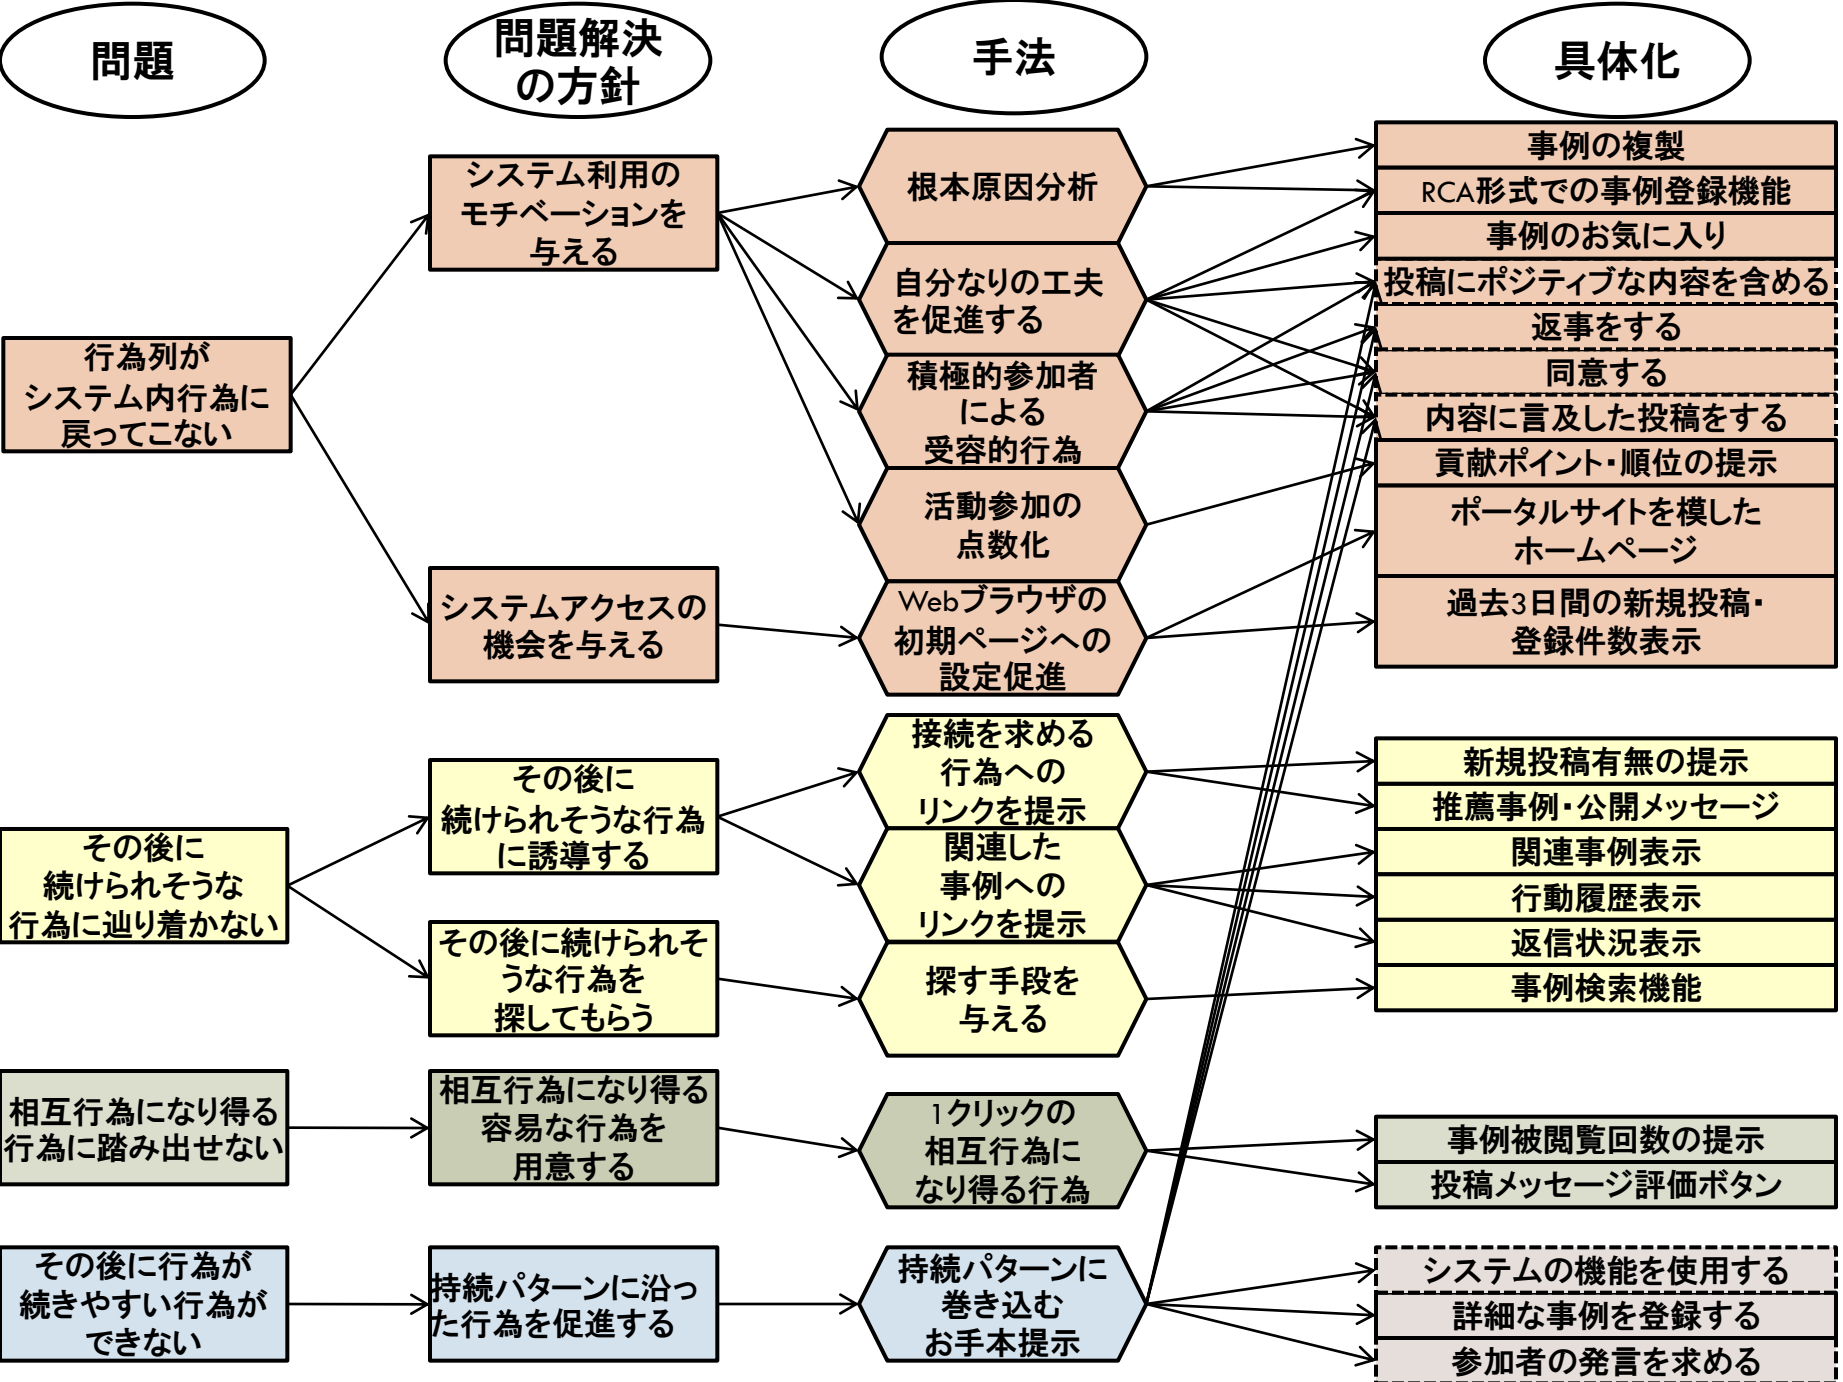 問題
問題解決
の方針
手法
具体化
行為列が
システム内行為に
戻ってこない
システム利用の
モチベーションを
与える
システムアクセスの
機会を与える
根本原因分析
自分なりの工夫
を促進する
積極的参加者
による
受容的行為
活動参加の
点数化
Webブラウザの
初期ページへの
設定促進
事例の複製
RCA形式での事例登録機能
事例のお気に入り
投稿にポジティブな内容を含める
返事をする
同意する
内容に言及した投稿をする
貢献ポイント・順位の提示
ポータルサイトを模した
ホームページ
過去3日間の新規投稿・
登録件数表示
その後に
続けられそうな
行為に辿り着かない
その後に
続けられそうな行為
に誘導する
その後に続けられそ
うな行為を
探してもらう
接続を求める
行為への
リンクを提示
関連した
事例への
リンクを提示
探す手段を
与える
新規投稿有無の提示
推薦事例・公開メッセージ
関連事例表示
行動履歴表示
返信状況表示
事例検索機能
相互行為になり得る
行為に踏み出せない
相互行為になり得る
容易な行為を
用意する
1クリックの
相互行為に
なり得る行為
事例被閲覧回数の提示
投稿メッセージ評価ボタン
その後に行為が
続きやすい行為が
できない
持続パターンに沿っ
た行為を促進する
持続パターンに
巻き込む
お手本提示
システムの機能を使用する
詳細な事例を登録する
参加者の発言を求める